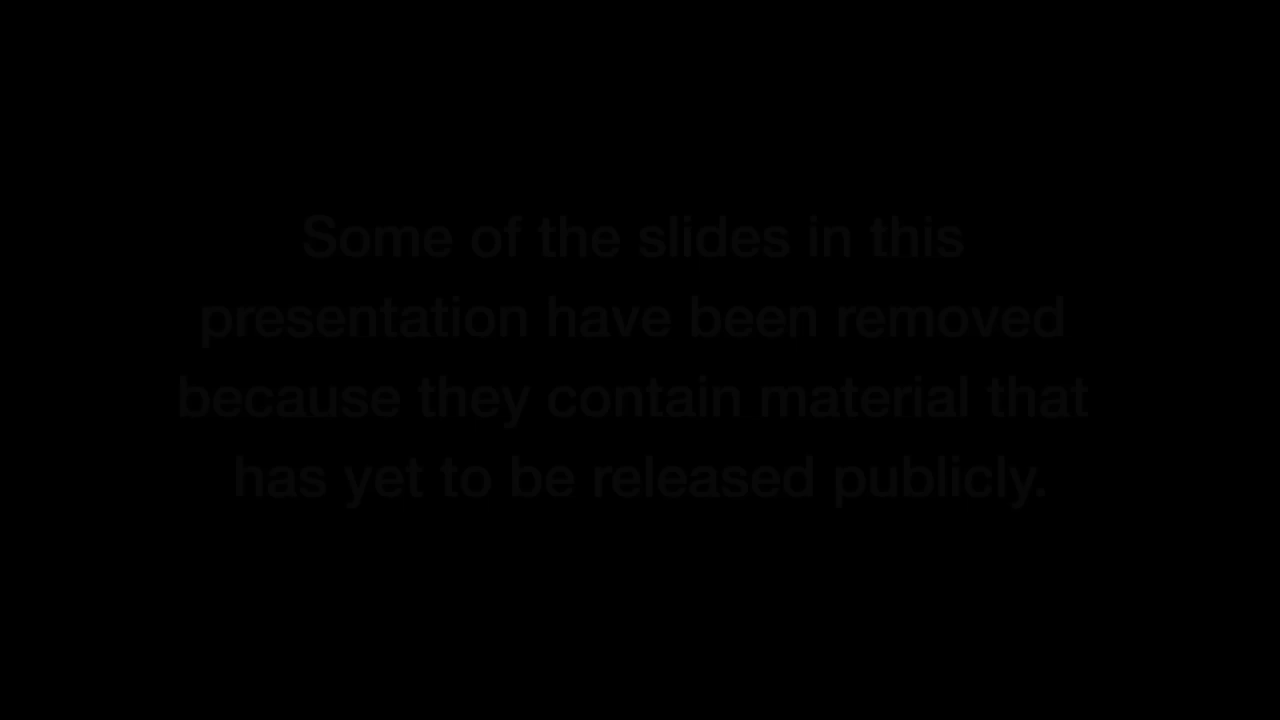 Some of the slides in this
presentation have been removed
because they contain material that
has yet to be released publicly.